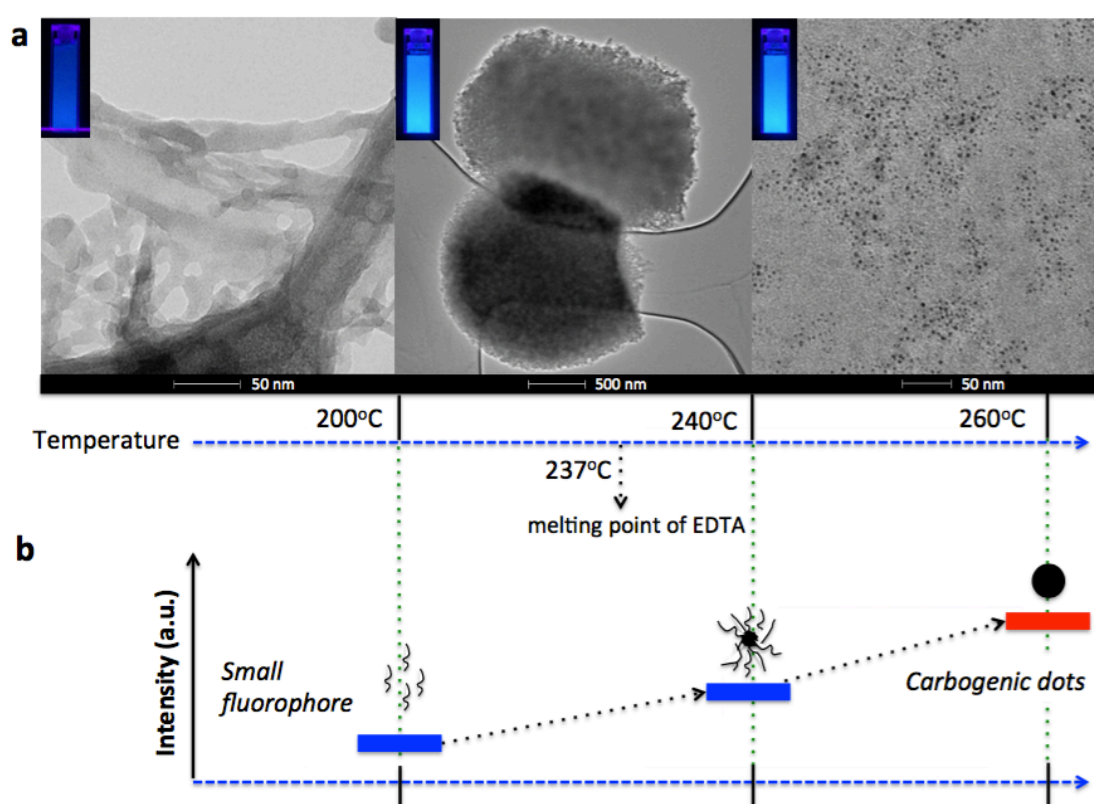 a
50 nm
500 nm
50 nm
200°C
240°C
260°C
Temperature
237°C
melting point of EDTA
b
Intensity (a.u.)
Small
fluorophore
Carbogenic dots